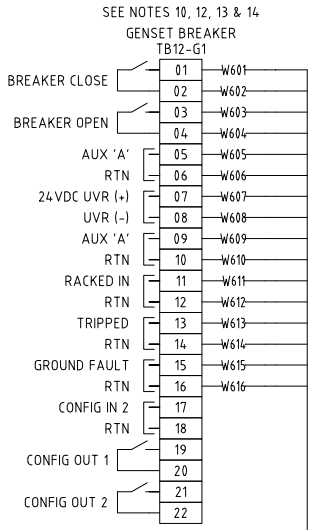 SEE NOTES 10, 12, 13 & 14
GENSET BREAKER
TB12-G1
BREAKER CLOSE
01 W601
02 W602
BREAKER OPEN
03 W603
04 W604
AUX 'A' 05 W605
RTN 06 W606
24VDC UVR (+) 07 W607
UVR (-) 08 W608
AUX 'A' 09 W609
RTN 10 W610
RACKED IN 11 W611
RTN 12 W612
TRIPPED 13 W613
RTN 14 W614
GROUND FAULT 15 W615
RTN 16 W616
CONFIG IN 2 17
RTN 18
CONFIG OUT 1
19
20
CONFIG OUT 2
21
22